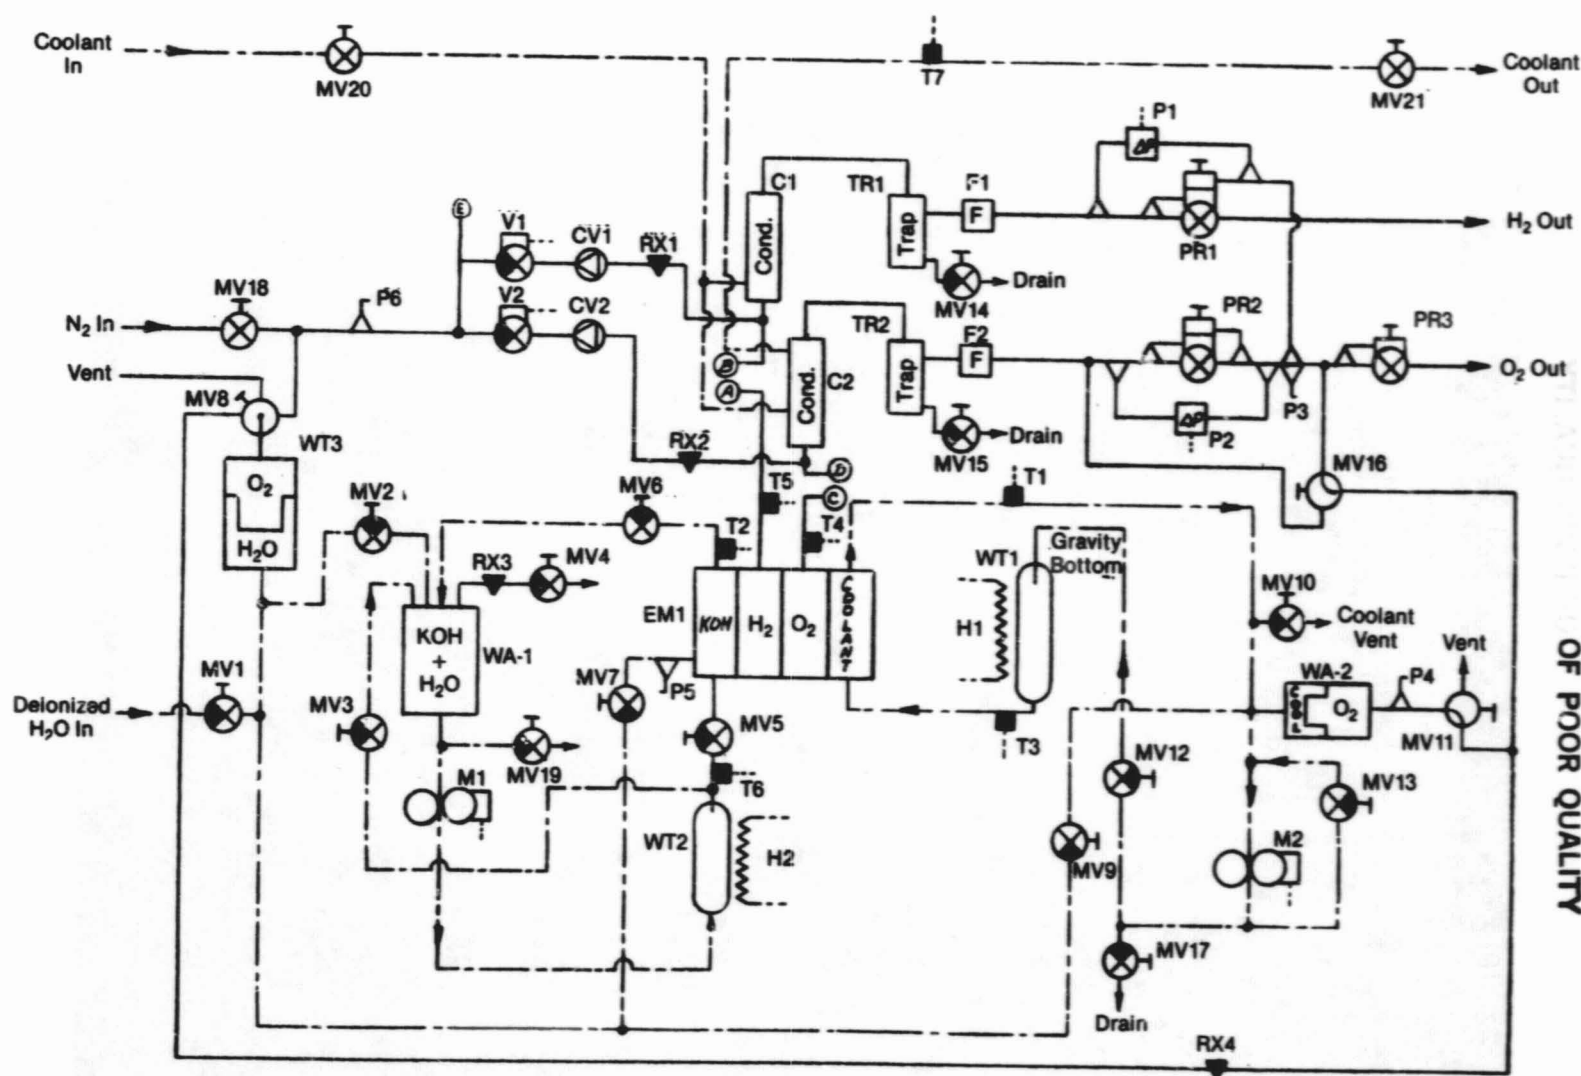 Coolant
In
MV20
T7
MV21
Coolant
Out
P1
ΔP
C1
TR1
F1
F
E
V1
CV1
RX1
Cond.
Trap
PR1
H2 Out
MV18
P6
V2
CV2
MV14
Drain
N2 In
TR2
F2
F
PR2
PR3
Vent
B
A
Cond.
C2
Trap
O2 Out
MV8
WT3
ΔP
P2
P3
RX2
MV15
Drain
D
MV16
O2
H2O
MV2
MV6
T5
C
T1
T2
T4
RX3
MV4
WT1
Gravity
Bottom
MV10
Coolant
Vent
Vent
EM1
KOH
H2
O2
COOLANT
H1
KOH
+
H2O
WA-1
MV1
MV7
P5
WA-2
COOL
O2
P4
Deionized
H2O In
MV3
MV19
MV5
T3
MV12
MV11
MV13
M1
T6
WT2
H2
MV9
M2
MV17
Drain
RX4
OF POOR QUALITY